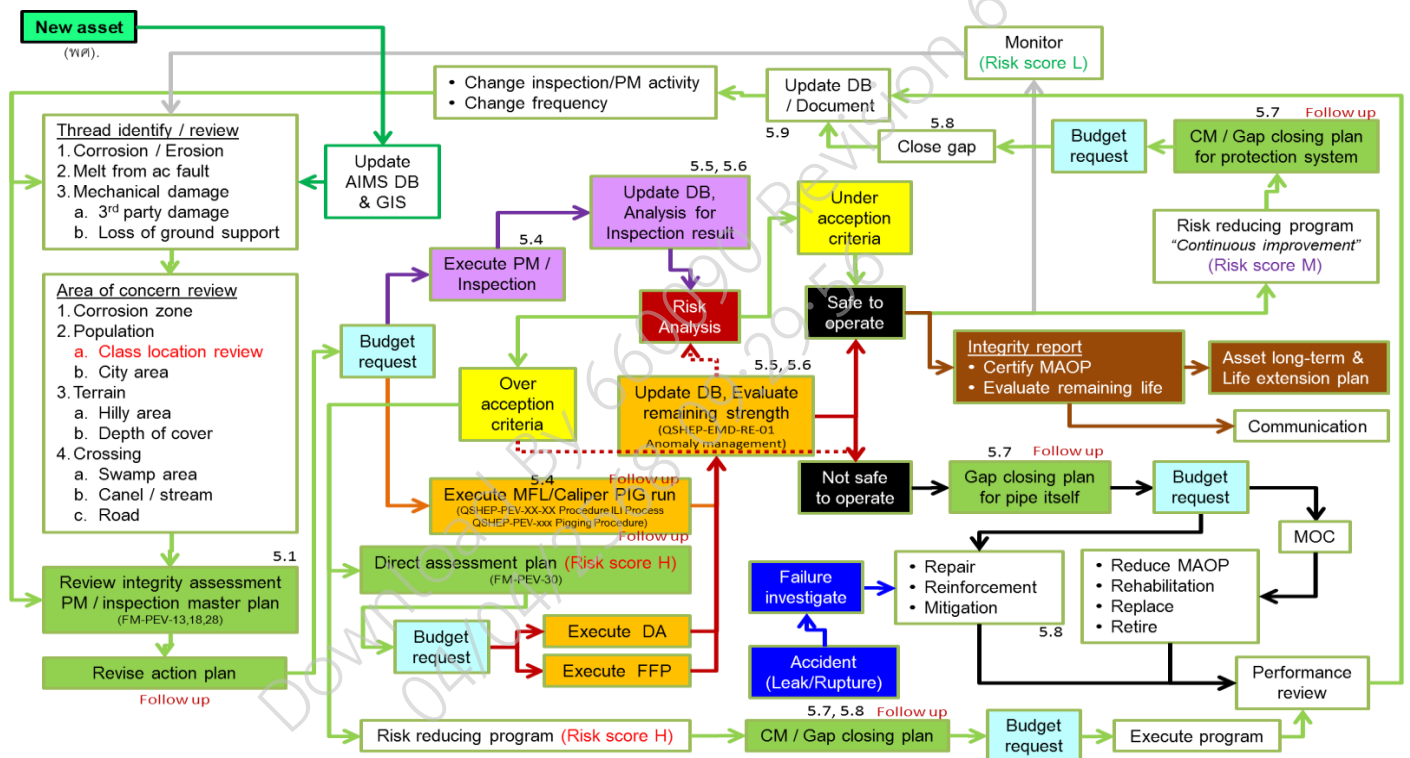 New asset
(พศ).
Thread identify / review
1. Corrosion / Erosion
2. Melt from ac fault
3. Mechanical damage
a. 3rd party damage
b. Loss of ground support
Update
AIMS DB
& GIS
Area of concern review
1. Corrosion zone
2. Population
a. Class location review
b. City area
3. Terrain
a. Hilly area
b. Depth of cover
4. Crossing
a. Swamp area
b. Canel / stream
c. Road
5.1
Review integrity assessment
PM / inspection master plan
(FM-PEV-13,18,28)
Revise action plan
Follow up
• Change inspection/PM activity
• Change frequency
Update DB
/ Document
5.9
Monitor
(Risk score L)
5.8
Close gap
Budget
request
5.7
Follow up
CM / Gap closing plan
for protection system
Risk reducing program
“Continuous improvement”
(Risk score M)
5.5, 5.6
Update DB,
Analysis for
Inspection result
Under
acception
criteria
5.4
Execute PM /
Inspection
Risk
Analysis
Safe to
operate
Budget
request
Over
acception
criteria
5.5, 5.6
Update DB, Evaluate
remaining strength
(QSHEP-EMD-RE-01
Anomaly management)
Integrity report
• Certify MAOP
• Evaluate remaining life
Asset long-term &
Life extension plan
Communication
Not safe
to operate
5.7
Follow up
Gap closing plan
for pipe itself
Budget
request
MOC
5.4
Follow up
Execute MFL/Caliper PIG run
(QSHEP-PEV-XX-XX Procedure ILI Process
QSHEP-PEV-xxx Pigging Procedure)
Follow up
Direct assessment plan (Risk score H)
(FM-PEV-30)
Budget
request
Execute DA
Execute FFP
Failure
investigate
Accident
(Leak/Rupture)
• Repair
• Reinforcement
• Mitigation
5.8
• Reduce MAOP
• Rehabilitation
• Replace
• Retire
Performance
review
Risk reducing program (Risk score H)
5.7, 5.8
Follow up
CM / Gap closing plan
Budget
request
Execute program
Download By 660090 Revision 6